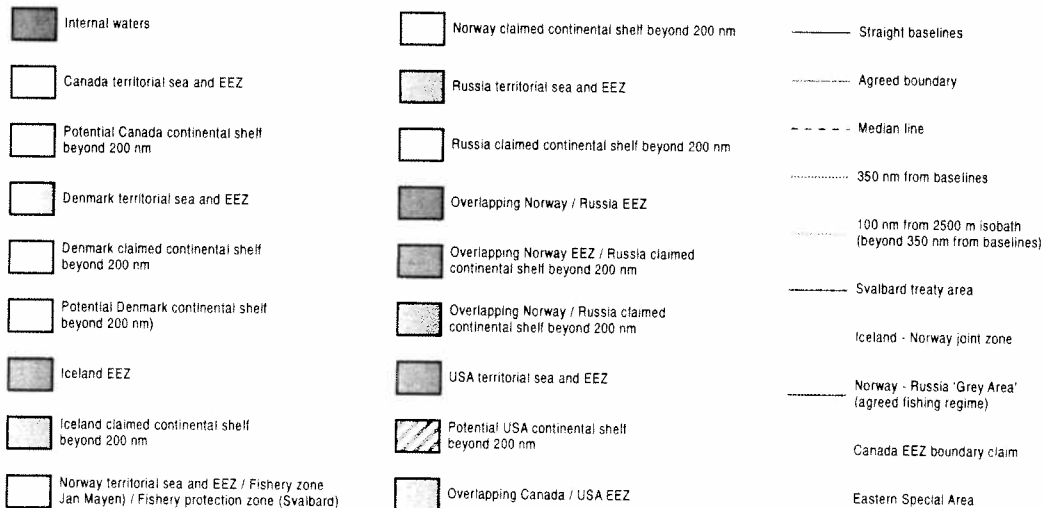 Internal waters
Canada territorial sea and EEZ
Potential Canada continental shelf
beyond 200 nm
Denmark territorial sea and EEZ
Denmark claimed continental shelf
beyond 200 nm
Potential Denmark continental shelf
beyond 200 nm)
Iceland EEZ
Iceland claimed continental shelf
beyond 200 nm
Norway territorial sea and EEZ / Fishery zone
Jan Mayen) / Fishery protection zone (Svalbard)
Norway claimed continental shelf beyond 200 nm
Russia territorial sea and EEZ
Russia claimed continental shelf beyond 200 nm
Overlapping Norway / Russia EEZ
Overlapping Norway EEZ / Russia claimed
continental shelf beyond 200 nm
Overlapping Norway / Russia claimed
continental shelf beyond 200 nm
USA territorial sea and EEZ
Potential USA continental shelf
beyond 200 nm
Overlapping Canada / USA EEZ
Straight baselines
Agreed boundary
Median line
350 nm from baselines
100 nm from 2500 m isobath
(beyond 350 nm from baselines)
Svalbard treaty area
Iceland - Norway joint zone
Norway - Russia 'Grey Area'
(agreed fishing regime)
Canada EEZ boundary claim
Eastern Special Area